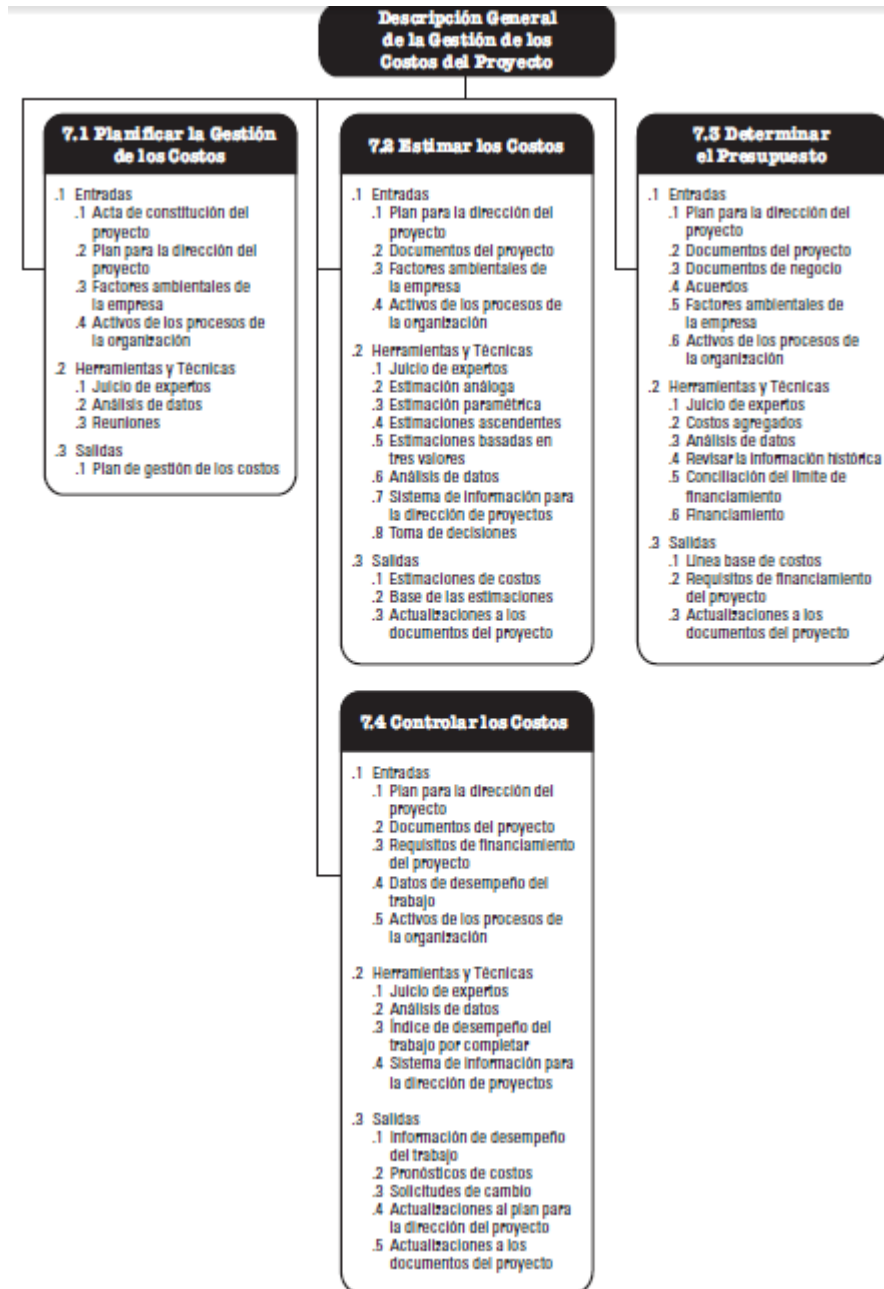 Descripción General
de la Gestión de los
Costos del Proyecto
7.1 Planificar la Gestión
de los Costos
.1 Entradas
.1 Acta de constitución del
proyecto
.2 Plan para la dirección del
proyecto
.3 Factores ambientales de
la empresa
.4 Activos de los procesos de
la organización
.2 Herramientas y Técnicas
.1 Juicio de expertos
.2 Análisis de datos
.3 Reuniones
.3 Salidas
.1 Plan de gestión de los costos
7.2 Estimar los Costos
.1 Entradas
.1 Plan para la dirección del
proyecto
.2 Documentos del proyecto
.3 Factores ambientales de
la empresa
.4 Activos de los procesos de
la organización
.2 Herramientas y Técnicas
.1 Juicio de expertos
.2 Estimación análoga
.3 Estimación paramétrica
.4 Estimaciones ascendentes
.5 Estimaciones basadas en
tres valores
.6 Análisis de datos
.7 Sistema de información para
la dirección de proyectos
.8 Toma de decisiones
.3 Salidas
.1 Estimaciones de costos
.2 Base de las estimaciones
.3 Actualizaciones a los
documentos del proyecto
7.3 Determinar
el Presupuesto
.1 Entradas
.1 Plan para la dirección del
proyecto
.2 Documentos del proyecto
.3 Documentos de negocio
.4 Acuerdos
.5 Factores ambientales de
la empresa
.6 Activos de los procesos de
la organización
.2 Herramientas y Técnicas
.1 Juicio de expertos
.2 Costos agregados
.3 Análisis de datos
.4 Revisar la información histórica
.5 Conciliación del límite de
financiamiento
.6 Financiamiento
.3 Salidas
.1 Línea base de costos
.2 Requisitos de financiamiento
del proyecto
.3 Actualizaciones a los
documentos del proyecto
7.4 Controlar los Costos
.1 Entradas
.1 Plan para la dirección del
proyecto
.2 Documentos del proyecto
.3 Requisitos de financiamiento
del proyecto
.4 Datos de desempeño del
trabajo
.5 Activos de los procesos de
la organización
.2 Herramientas y Técnicas
.1 Juicio de expertos
.2 Análisis de datos
.3 Índice de desempeño del
trabajo por completar
.4 Sistema de información para
la dirección de proyectos
.3 Salidas
.1 Información de desempeño
del trabajo
.2 Pronósticos de costos
.3 Solicitudes de cambio
.4 Actualizaciones al plan para
la dirección del proyecto
.5 Actualizaciones a los
documentos del proyecto